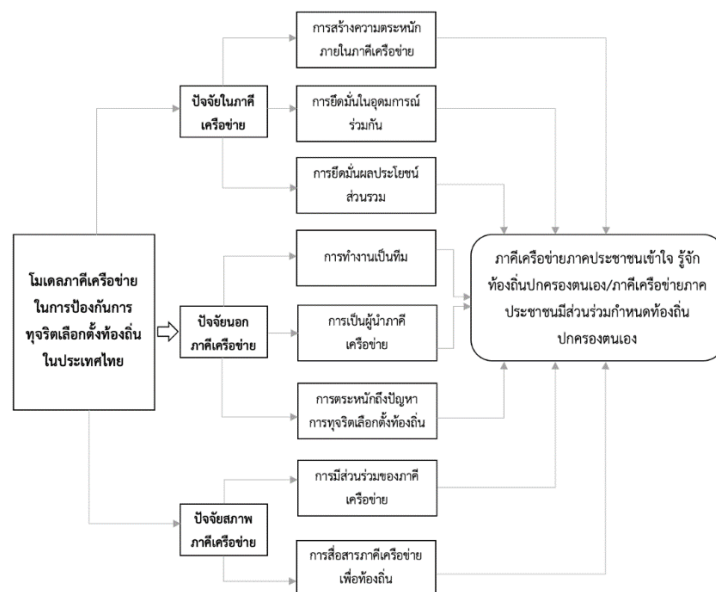 การสร้างความตระหนัก
ภายในภาคีเครือข่าย
ปัจจัยในภาคี
เครือข่าย
การยึดมั่นในอุดมการณ์
ร่วมกัน
การยึดมั่นผลประโยชน์
ส่วนรวม
โมเดลภาคีเครือข่าย
ในการป้องกันการ
ทุจริตเลือกตั้งท้องถิ่น
ในประเทศไทย
ปัจจัยนอก
ภาคีเครือข่าย
การทำงานเป็นทีม
การเป็นผู้นำภาคี
เครือข่าย
การตระหนักถึงปัญหา
การทุจริตเลือกตั้งท้องถิ่น
ปัจจัยสภาพ
ภาคีเครือข่าย
การมีส่วนร่วมของภาคี
เครือข่าย
การสื่อสารภาคีเครือข่าย
เพื่อท้องถิ่น
ภาคีเครือข่ายภาคประชาชนเข้าใจ รู้จัก
ท้องถิ่นปกครองตนเอง/ภาคีเครือข่ายภาค
ประชาชนมีส่วนร่วมกำหนดท้องถิ่น
ปกครองตนเอง